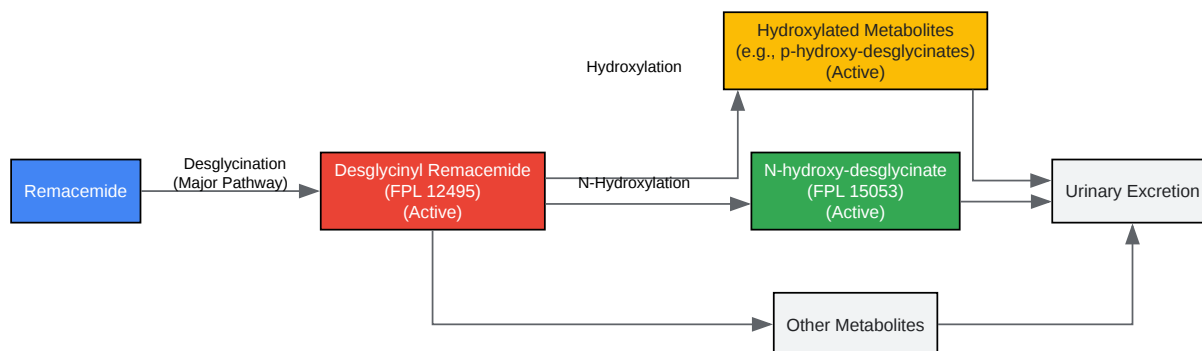 Remacemide
Desglycination
(Major Pathway)
Desglycinyl Remacemide
(FPL 12495)
(Active)
Hydroxylation
Hydroxylated Metabolites
(e.g., p-hydroxy-desglycinates)
(Active)
N-Hydroxylation
N-hydroxy-desglycinate
(FPL 15053)
(Active)
Other Metabolites
Urinary Excretion